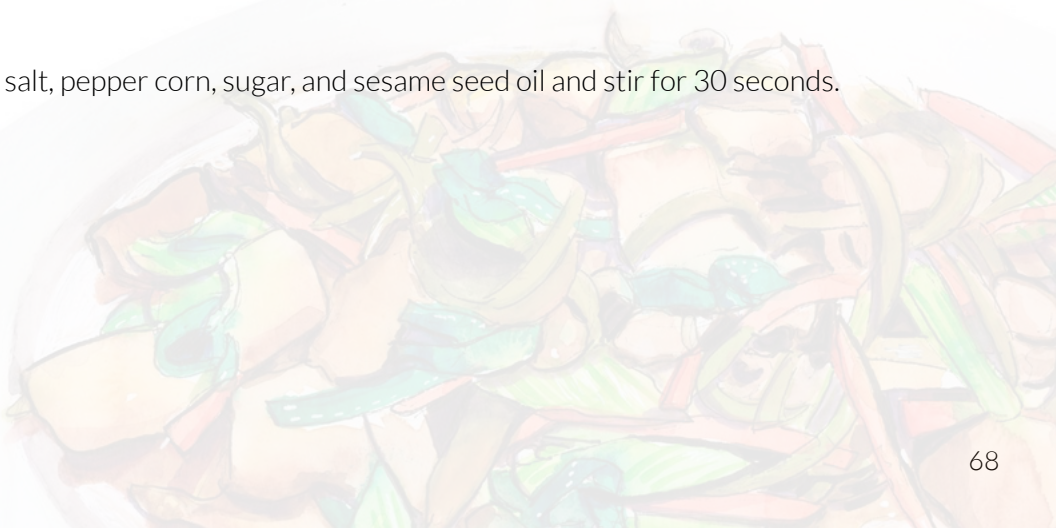 salt, pepper corn, sugar, and sesame seed oil and stir for 30 seconds.
68